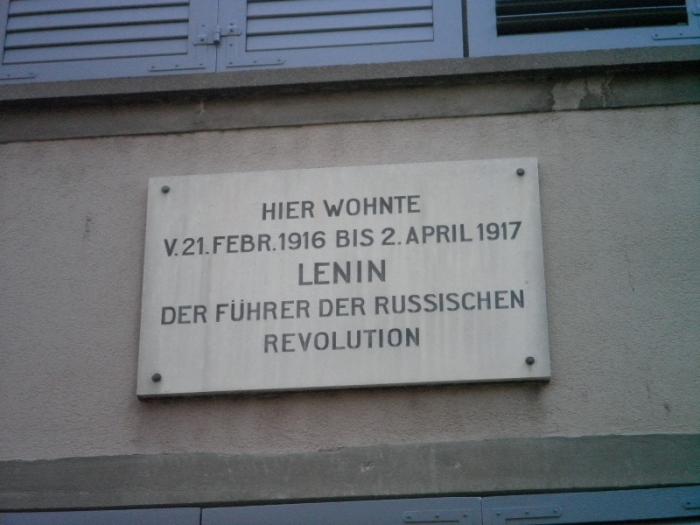 HIER WOHNTE
V.21.FEBR.1916 BIS 2.APRIL 1917
LENIN
DER FÜHRER DER RUSSISCHEN
REVOLUTION